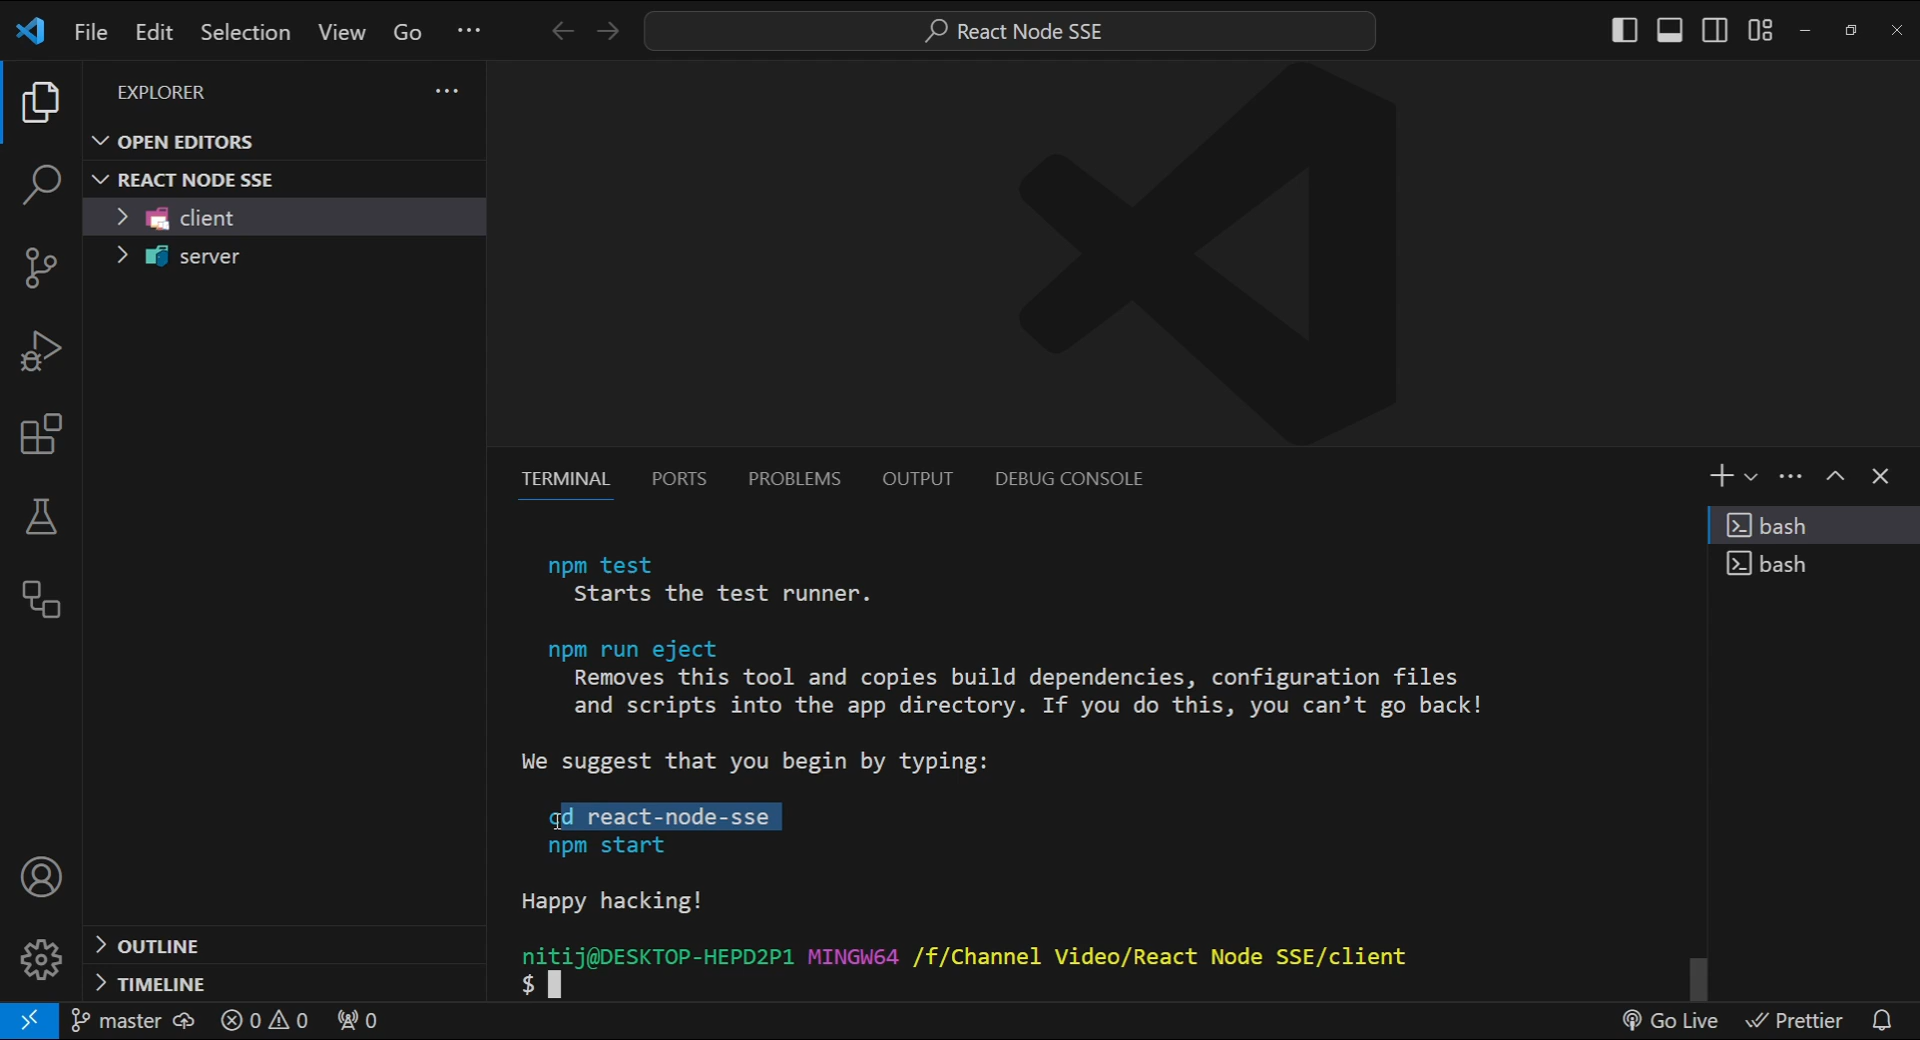 File Edit Selection View Go ···
React Node SSE
EXPLORER ···
OPEN EDITORS
REACT NODE SSE
client
server
TERMINAL PORTS PROBLEMS OUTPUT DEBUG CONSOLE
bash
bash
npm test
Starts the test runner.
npm run eject
Removes this tool and copies build dependencies, configuration files
and scripts into the app directory. If you do this, you can’t go back!
We suggest that you begin by typing:
cd react-node-sse
npm start
Happy hacking!
nitij@DESKTOP-HEPD2P1 MINGW64 /f/Channel Video/React Node SSE/client
$
OUTLINE
TIMELINE
master 0 0 0 Go Live Prettier